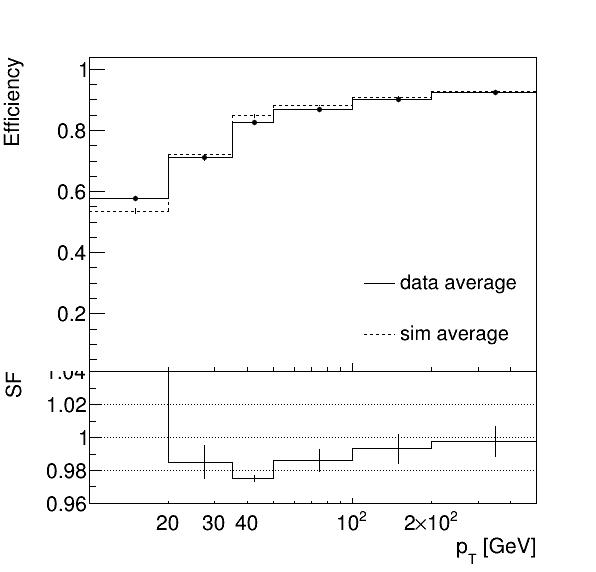 Efficiency
1
0.8
0.6
0.4
0.2
data average
sim average
SF
1.04
1.02
1
0.98
0.96
20 30 40 10² 2×10²
p_T [GeV]